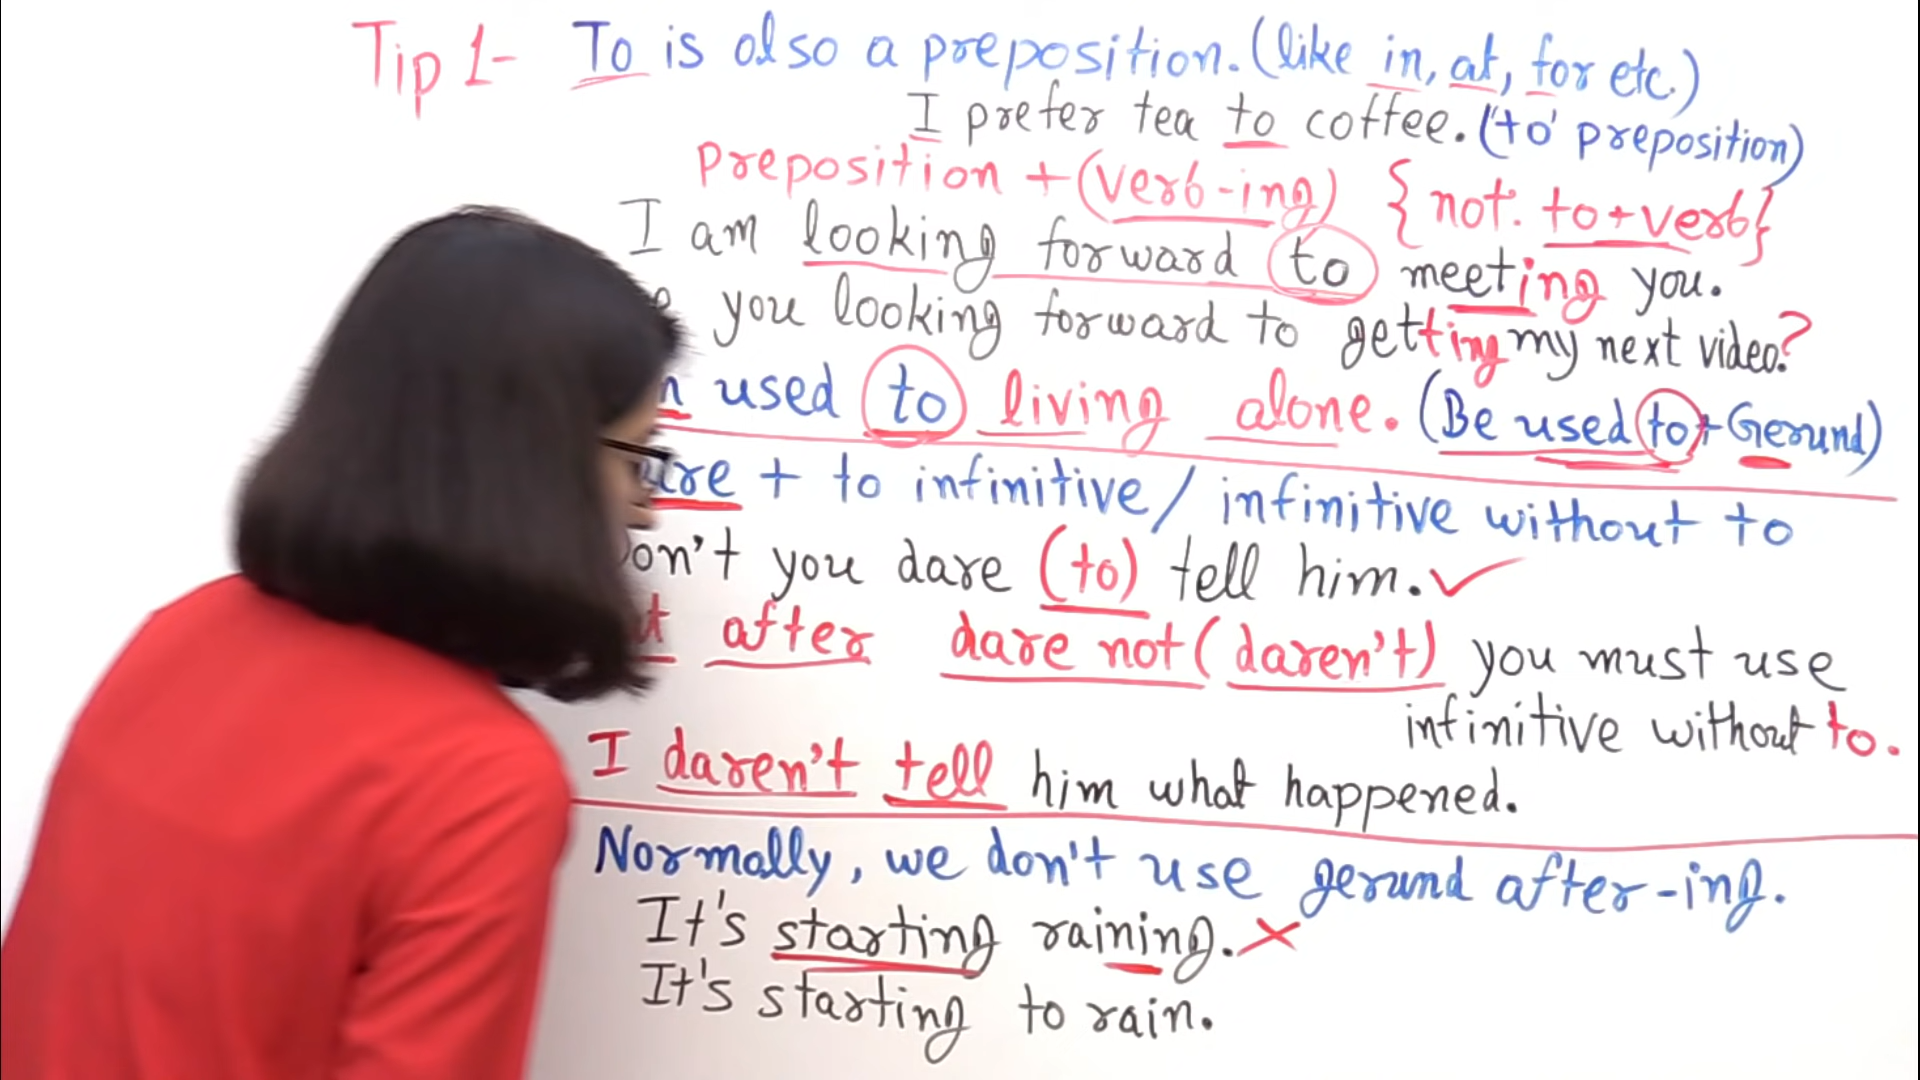 Tip 1- To is also a preposition. (like in, at, for etc.)
I prefer tea to coffee. ('to' preposition)
Preposition + (verb-ing) {not. to+verb}
I am looking forward to meeting you.
you looking forward to getting my next video?
used to living alone. (Be used to + Gerund)
+ to infinitive / infinitive without to
you dare (to) tell him. ✓
after dare not (daren't) you must use
infinitive without to.
I daren't tell him what happened.
Normally, we don't use gerund after -ing.
It's starting raining. ✗
It's starting to rain.